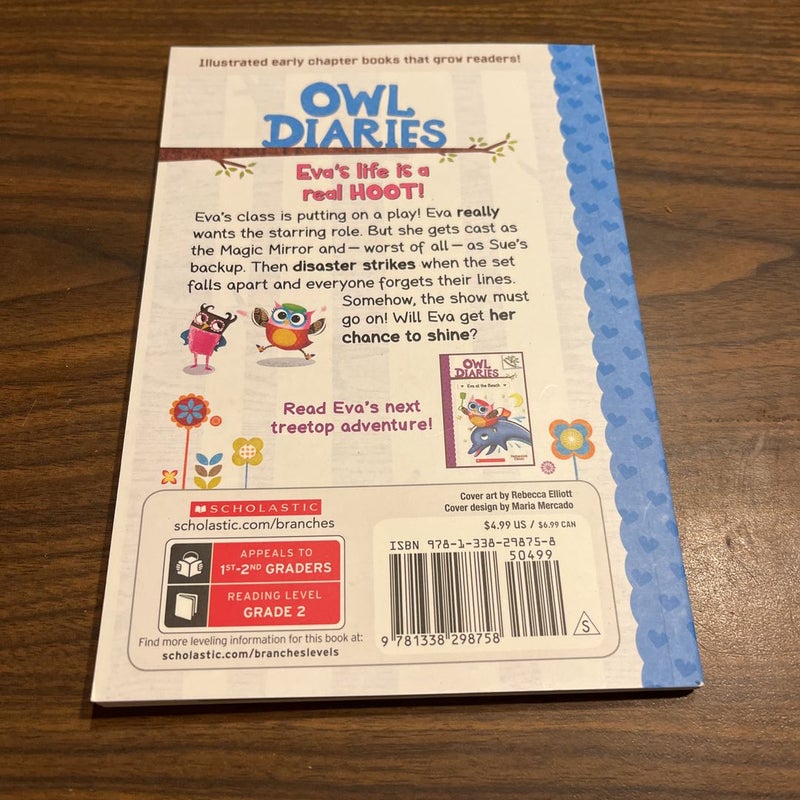 Illustrated early chapter books that grow readers!
OWL
DIARIES
Eva's life is a
real HOOT!
Eva's class is putting on a play! Eva really
wants the starring role. But she gets cast as
the Magic Mirror and—worst of all—as Sue's
backup. Then disaster strikes when the set
falls apart and everyone forgets their lines.
Somehow, the show must
go on! Will Eva get her
chance to shine?
OWL
DIARIES
Eva at the Beach
Rebecca Elliott
Read Eva's next
treetop adventure!
SCHOLASTIC
scholastic.com/branches
APPEALS TO
1ST–2ND GRADERS
READING LEVEL
GRADE 2
Find more leveling information for this book at:
scholastic.com/brancheslevels
Cover art by Rebecca Elliott
Cover design by Maria Mercado
$4.99 US / $6.99 CAN
ISBN 978-1-338-29875-8
50499
9 781338 298758
S